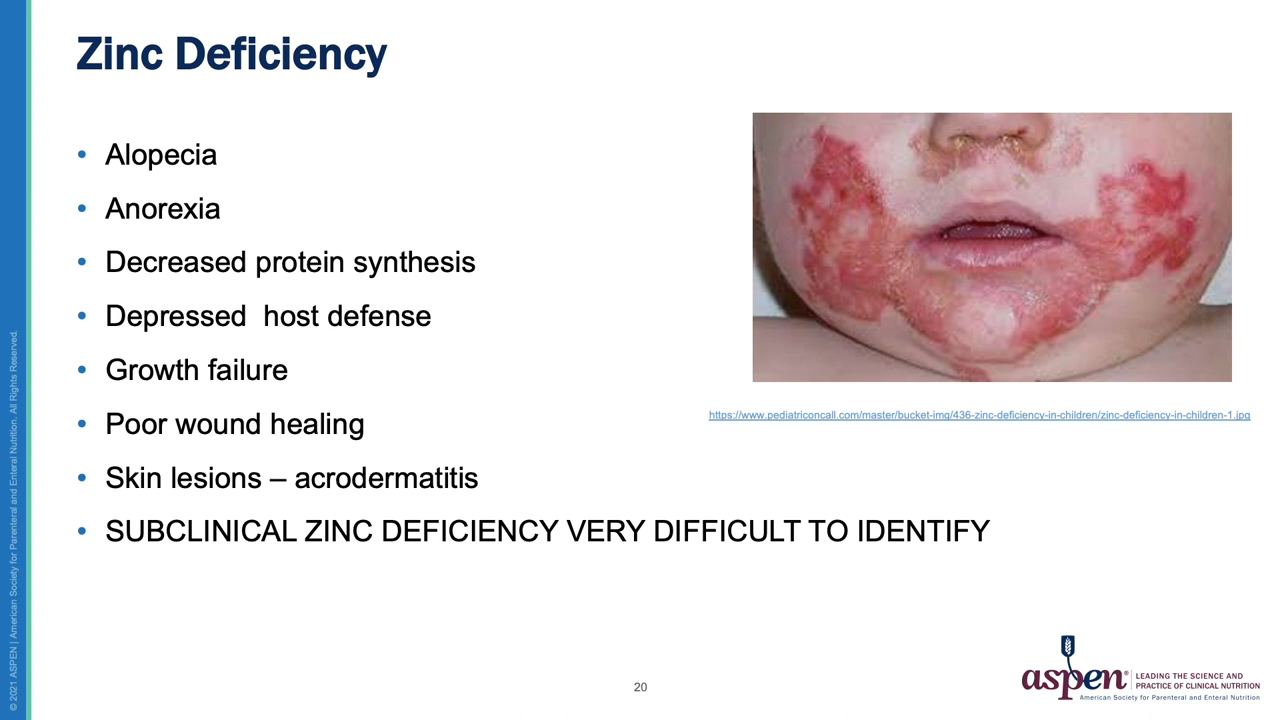 Zinc Deficiency
• Alopecia
• Anorexia
• Decreased protein synthesis
• Depressed  host defense
• Growth failure
• Poor wound healing
• Skin lesions – acrodermatitis
• SUBCLINICAL ZINC DEFICIENCY VERY DIFFICULT TO IDENTIFY
https://www.pediatriconcall.com/master/bucket-img/436-zinc-deficiency-in-children/zinc-deficiency-in-children-1.jpg
© 2021 ASPEN | American Society for Parenteral and Enteral Nutrition. All Rights Reserved.
20
aspen®
LEADING THE SCIENCE AND
PRACTICE OF CLINICAL NUTRITION
American Society for Parenteral and Enteral Nutrition